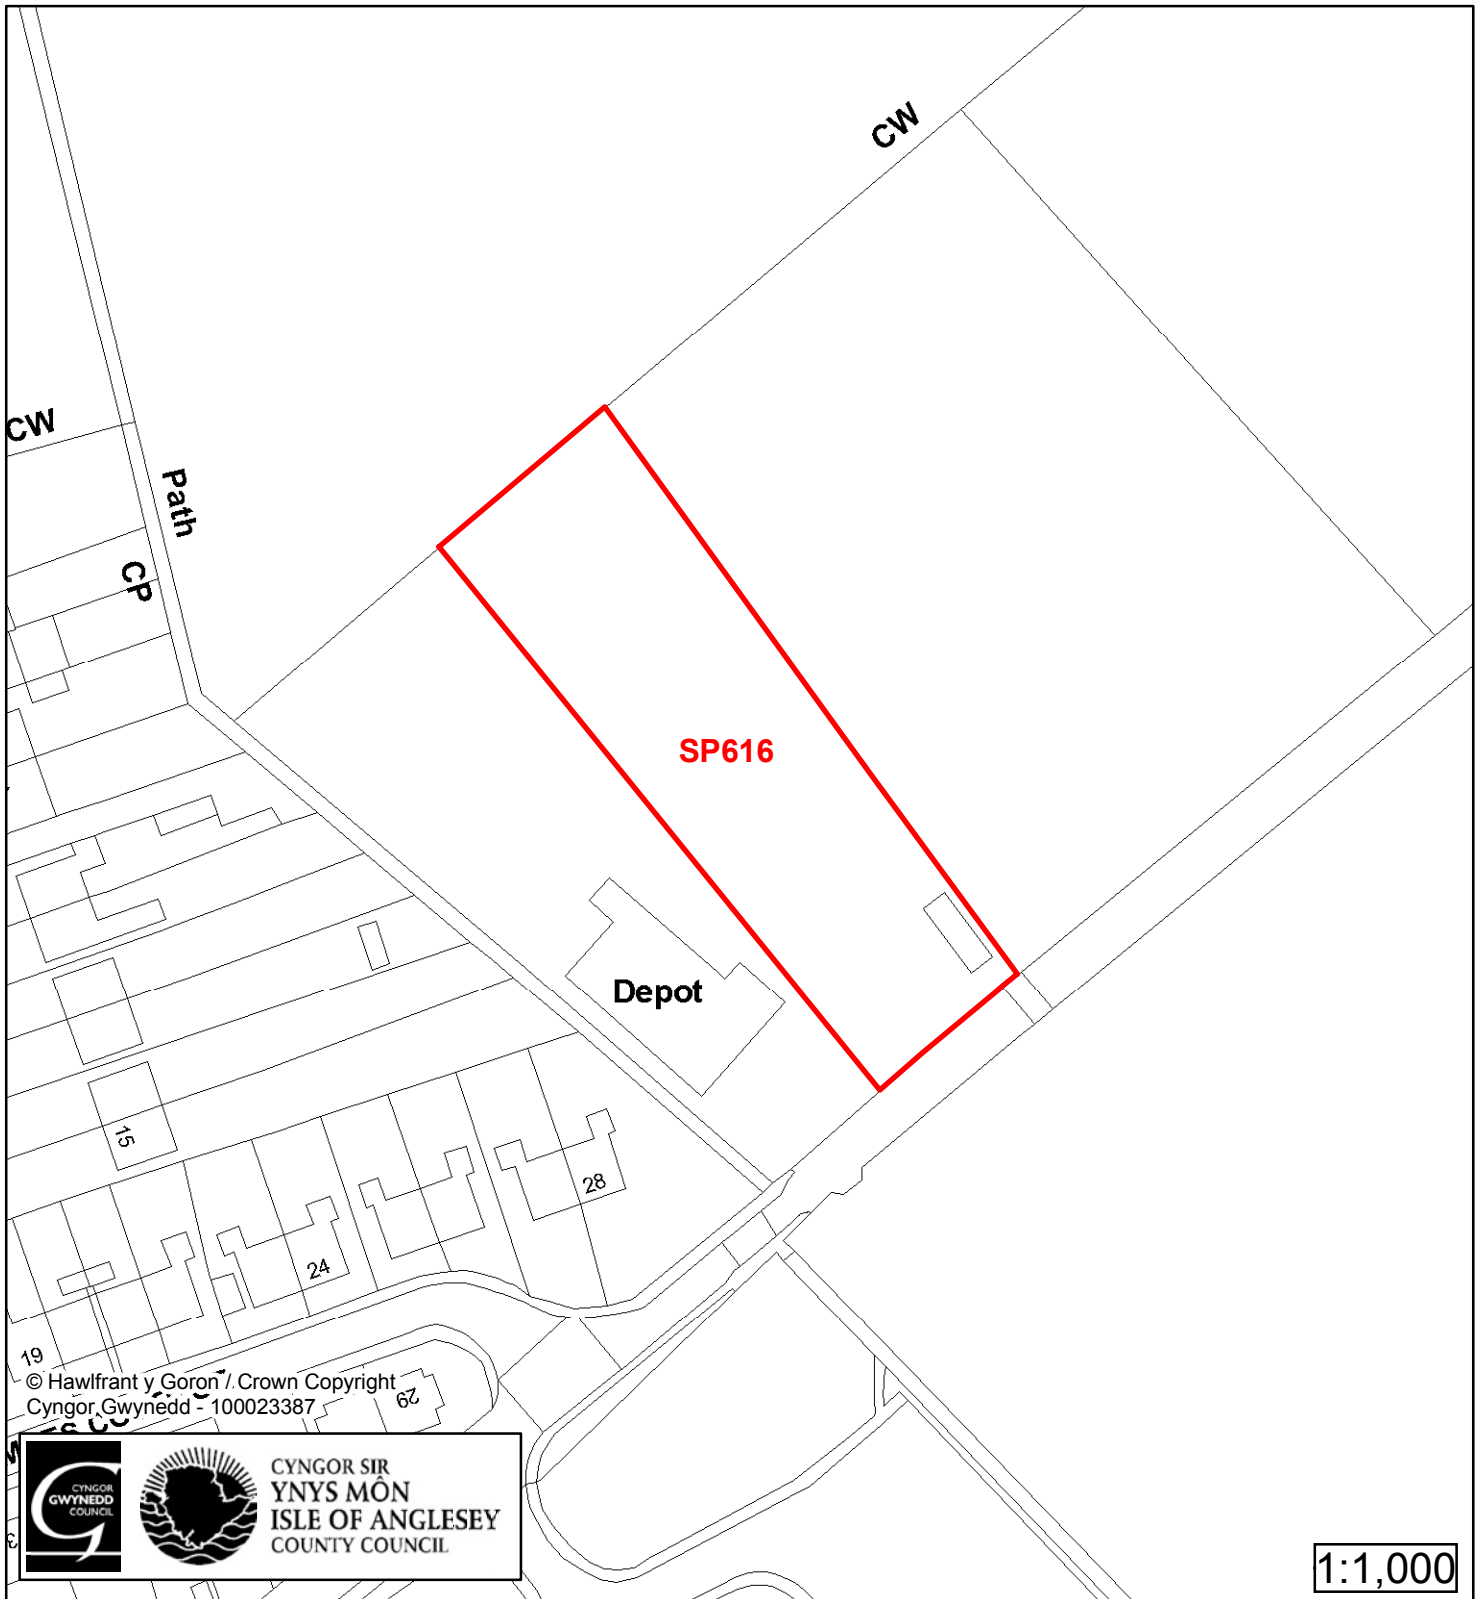 CW
CW
Path
CP
SP616
Depot
15
28
24
19
29
© Hawlfrant y Goron / Crown Copyright
Cyngor Gwynedd - 100023387
CYNGOR
GWYNEDD
COUNCIL
CYNGOR SIR
YNYS MÔN
ISLE OF ANGLESEY
COUNTY COUNCIL
1:1,000